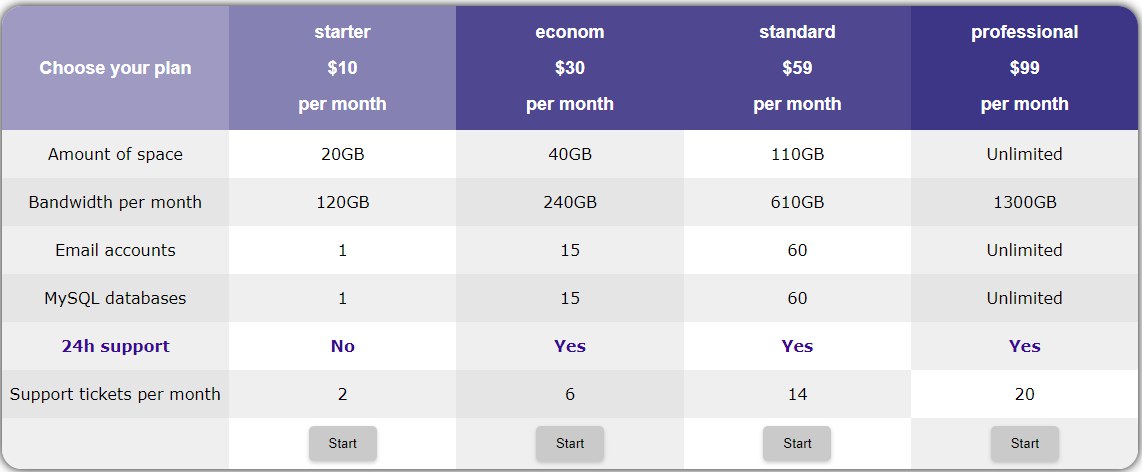 Choose your plan
starter
$10
per month
econom
$30
per month
standard
$59
per month
professional
$99
per month
Amount of space 20GB 40GB 110GB Unlimited
Bandwidth per month 120GB 240GB 610GB 1300GB
Email accounts 1 15 60 Unlimited
MySQL databases 1 15 60 Unlimited
24h support No Yes Yes Yes
Support tickets per month 2 6 14 20
Start Start Start Start